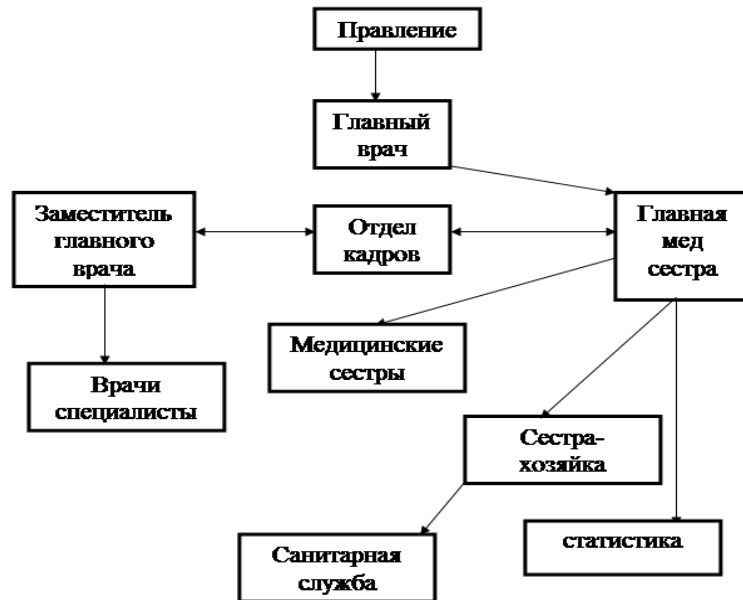 Правление
Главный
врач
Заместитель
главного
врача
Отдел
кадров
Главная
мед
сестра
Медицинские
сестры
Врачи
специалисты
Сестра-
хозяйка
Санитарная
служба
статистика